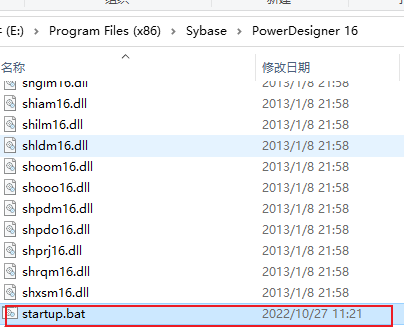 组织
新建
(E:) > Program Files (x86) > Sybase > PowerDesigner 16
名称 修改日期
shglm16.dll 2013/1/8 21:58
shiam16.dll 2013/1/8 21:58
shilm16.dll 2013/1/8 21:58
shldm16.dll 2013/1/8 21:58
shoom16.dll 2013/1/8 21:58
shooo16.dll 2013/1/8 21:58
shpdm16.dll 2013/1/8 21:58
shpdo16.dll 2013/1/8 21:58
shprj16.dll 2013/1/8 21:58
shrqm16.dll 2013/1/8 21:58
shxsm16.dll 2013/1/8 21:58
startup.bat 2022/10/27 11:21